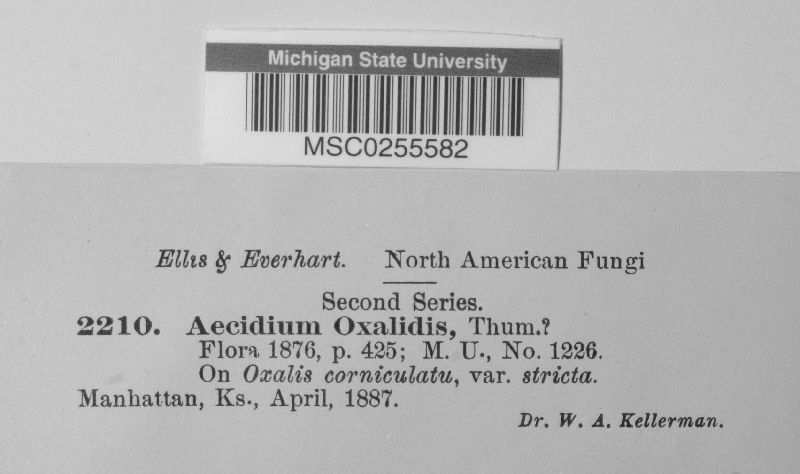 Michigan State University
MSC0255582
Ellis & Everhart. North American Fungi
Second Series.
2210. Aecidium Oxalidis, Thum.?
Flora 1876, p. 425; M. U., No. 1226.
On Oxalis corniculatu, var. stricta.
Manhattan, Ks., April, 1887.
Dr. W. A. Kellerman.